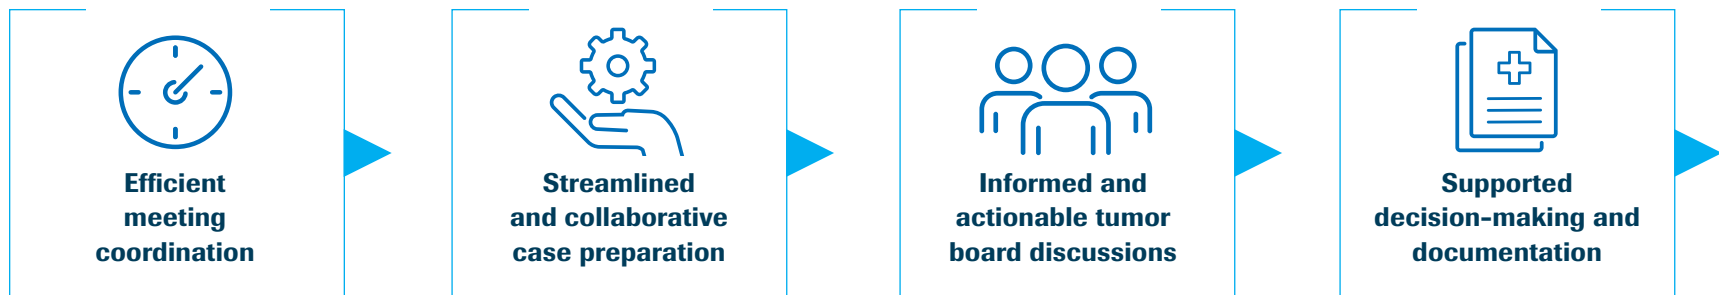 Efficient
meeting
coordination
Streamlined
and collaborative
case preparation
Informed and
actionable tumor
board discussions
Supported
decision-making and
documentation